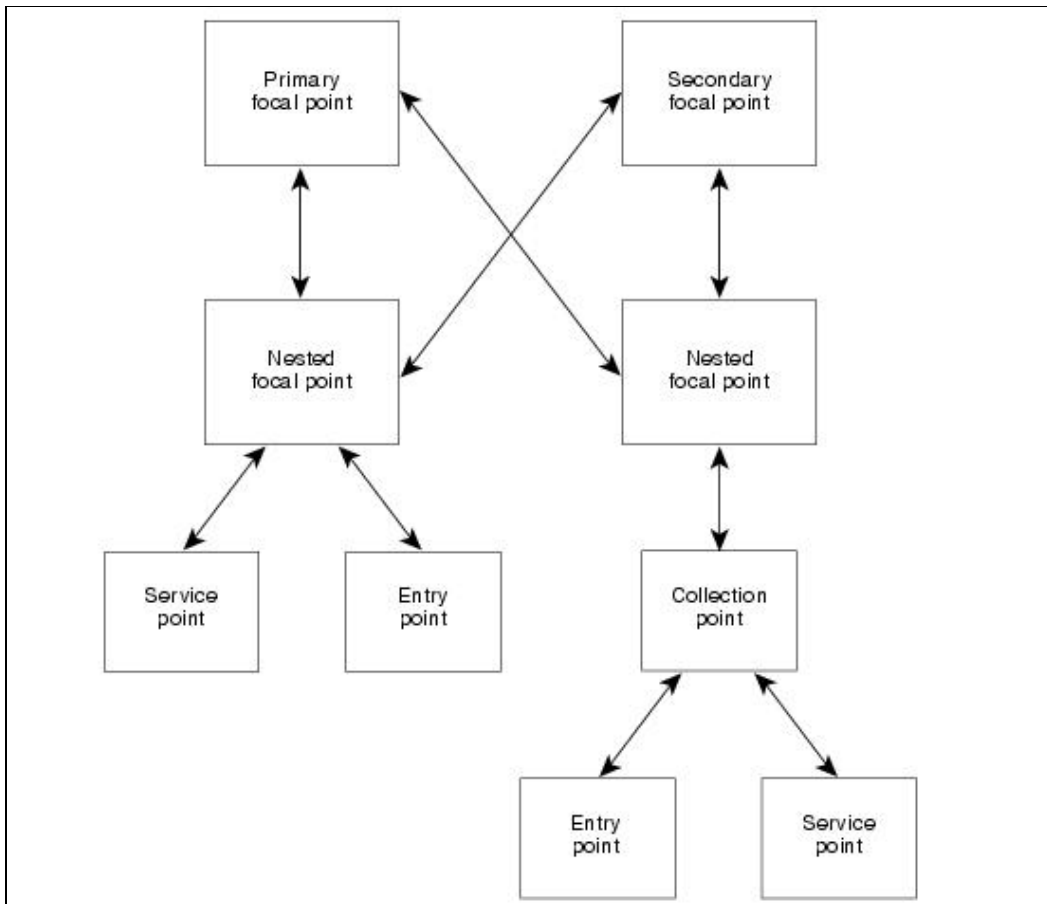 Primary
focal point
Secondary
focal point
Nested
focal point
Nested
focal point
Service
point
Entry
point
Collection
point
Entry
point
Service
point